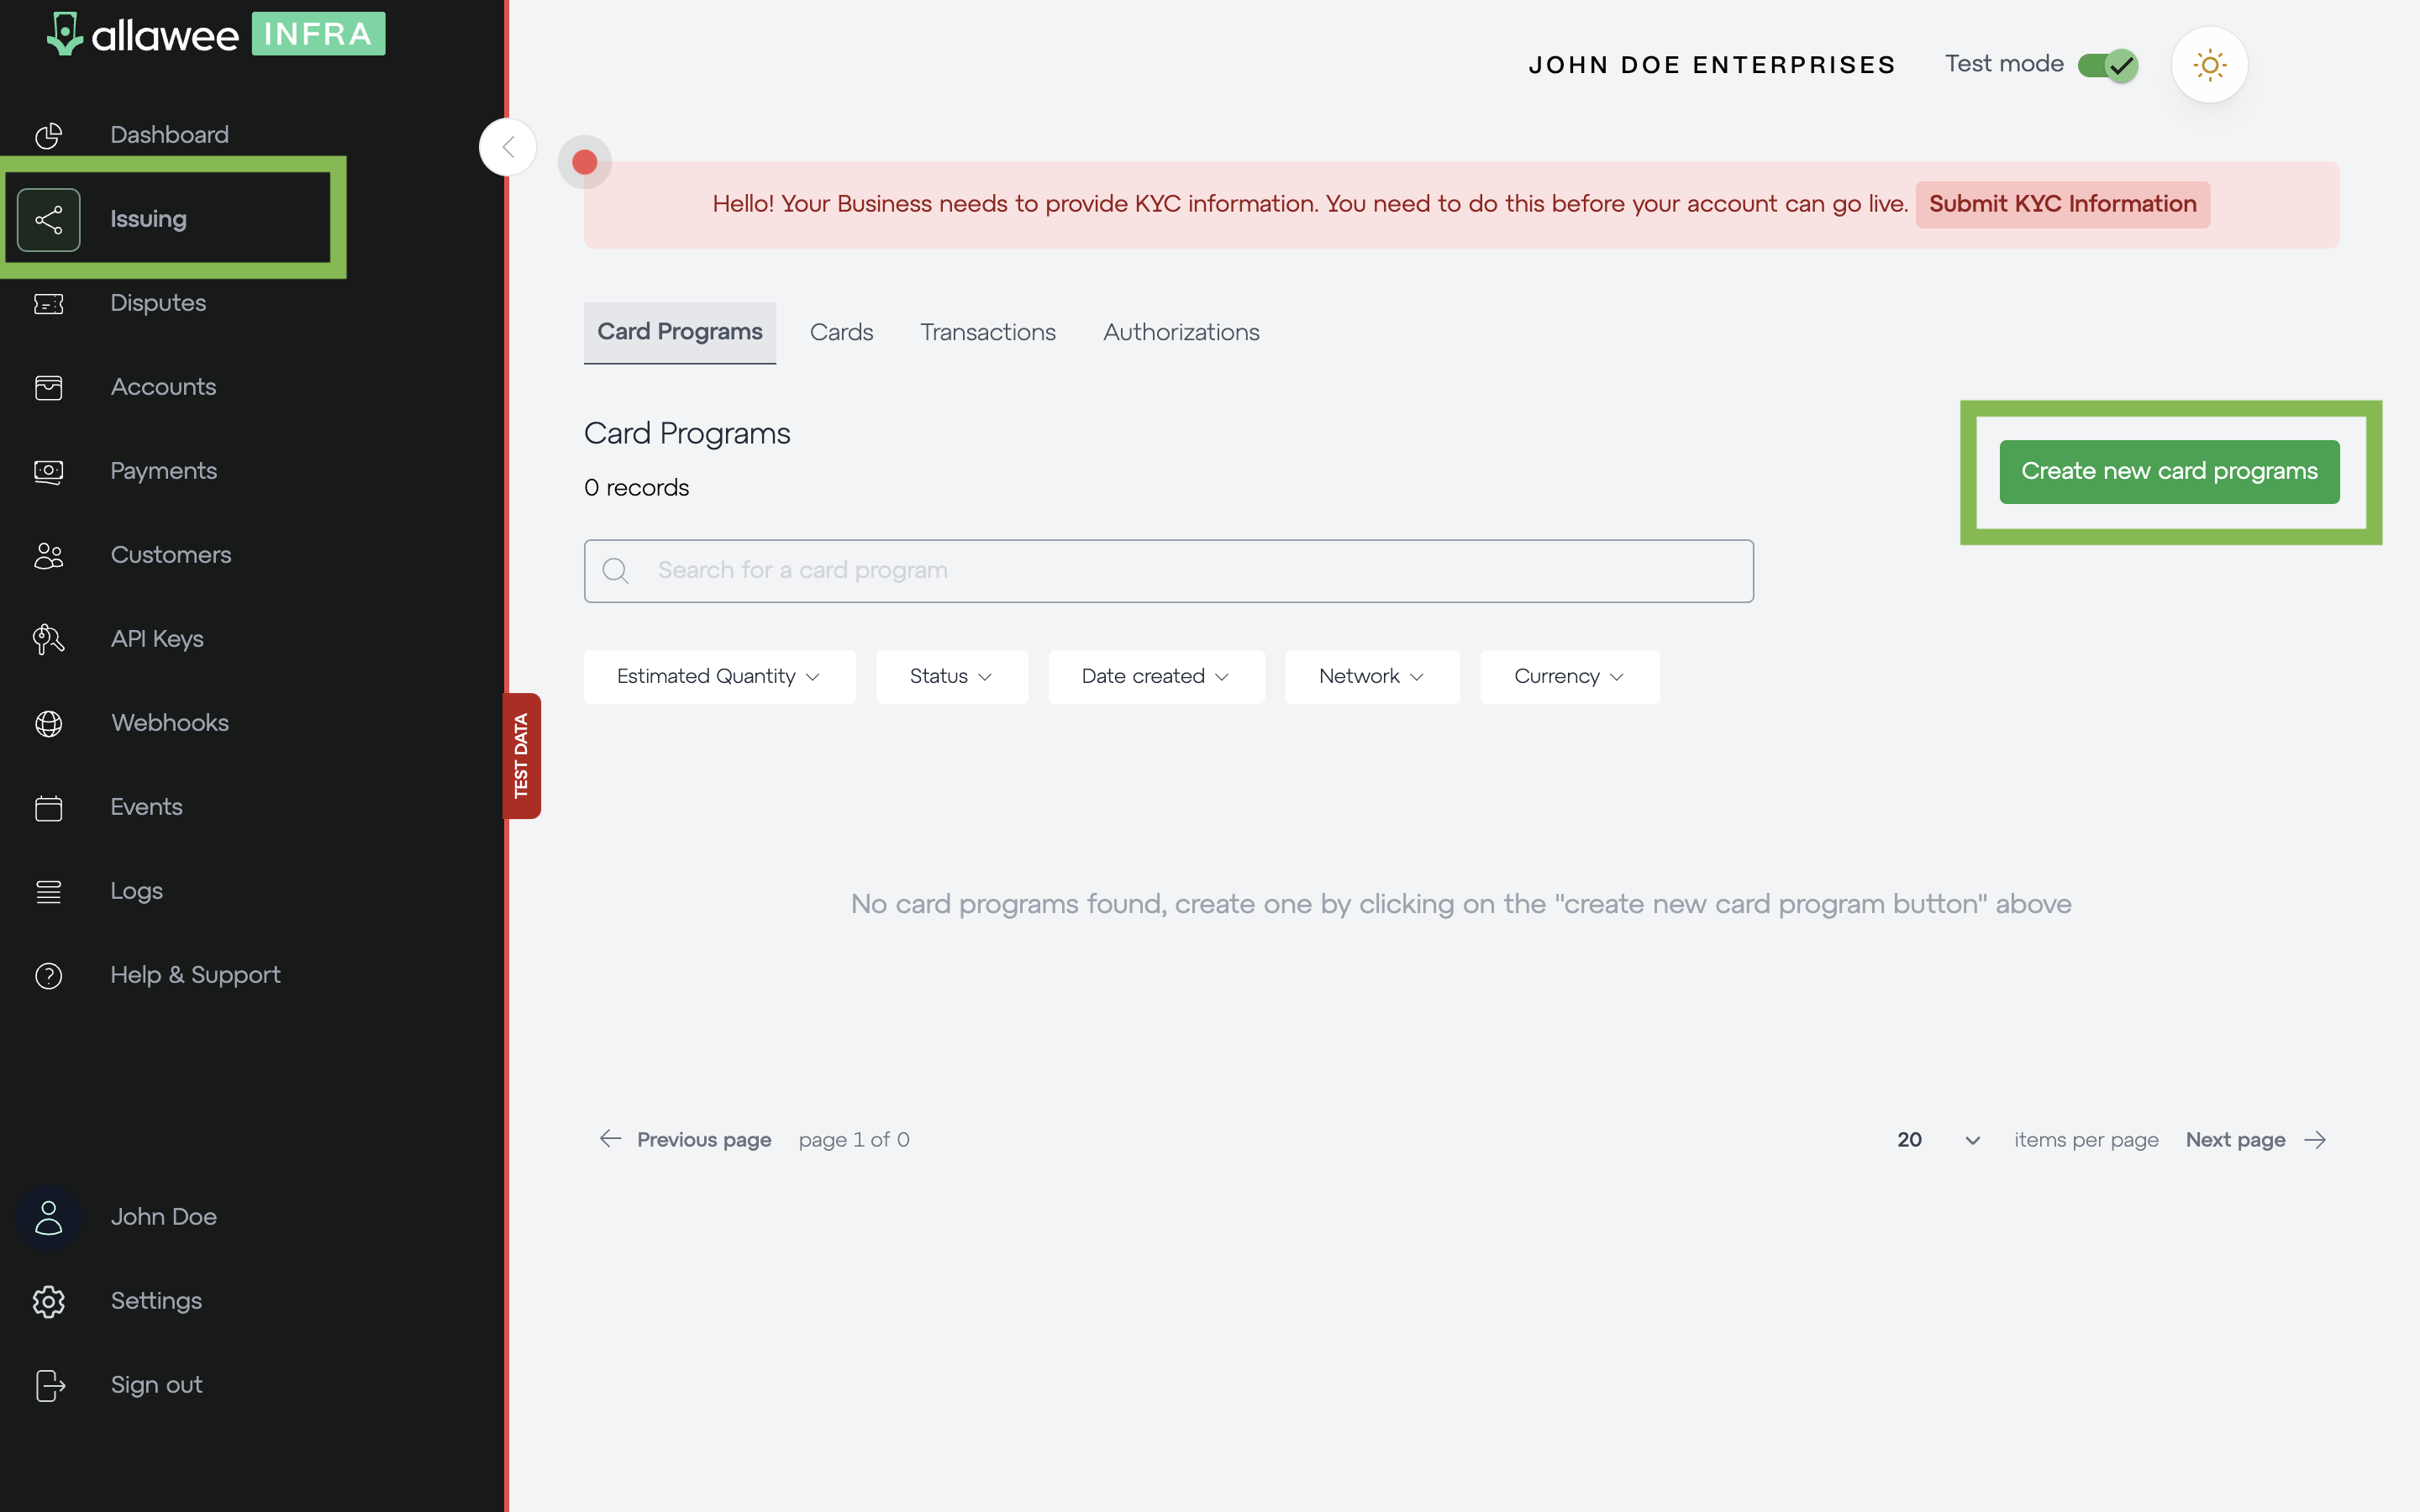 allawee INFRA
Dashboard
Issuing
Disputes
Accounts
Payments
Customers
API Keys
Webhooks
Events
Logs
Help & Support
John Doe
Settings
Sign out
TEST DATA
JOHN DOE ENTERPRISES
Test mode
Hello! Your Business needs to provide KYC information. You need to do this before your account can go live. Submit KYC Information
Card Programs Cards Transactions Authorizations
Card Programs
0 records
Create new card programs
Search for a card program
Estimated Quantity Status Date created Network Currency
No card programs found, create one by clicking on the "create new card program button" above
Previous page page 1 of 0 20 items per page Next page